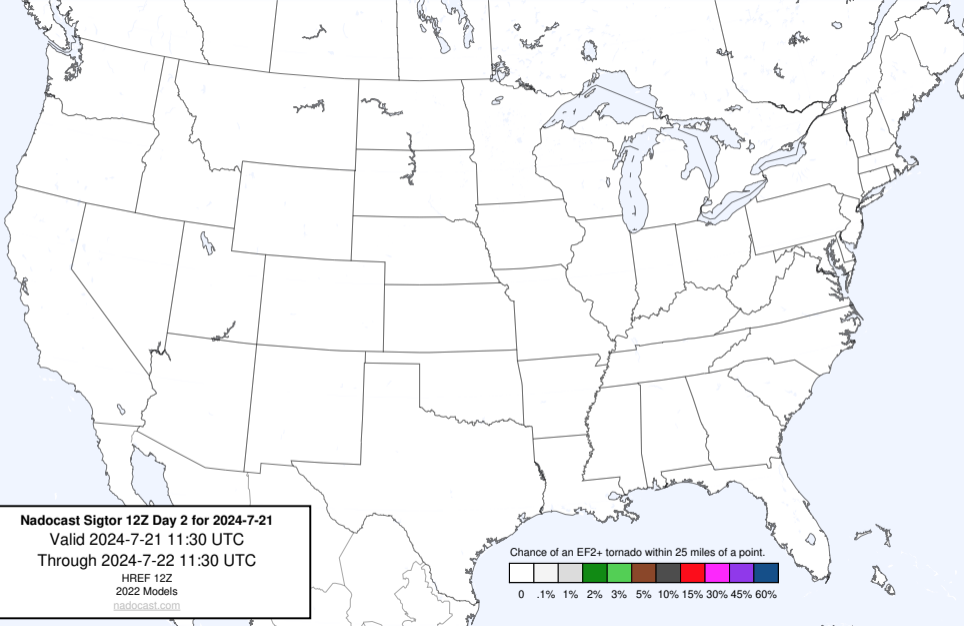 Nadocast Sigtor 12Z Day 2 for 2024-7-21
Valid 2024-7-21 11:30 UTC
Through 2024-7-22 11:30 UTC
HREF 12Z
2022 Models
nadocast.com
Chance of an EF2+ tornado within 25 miles of a point.
0 .1% 1% 2% 3% 5% 10% 15% 30% 45% 60%